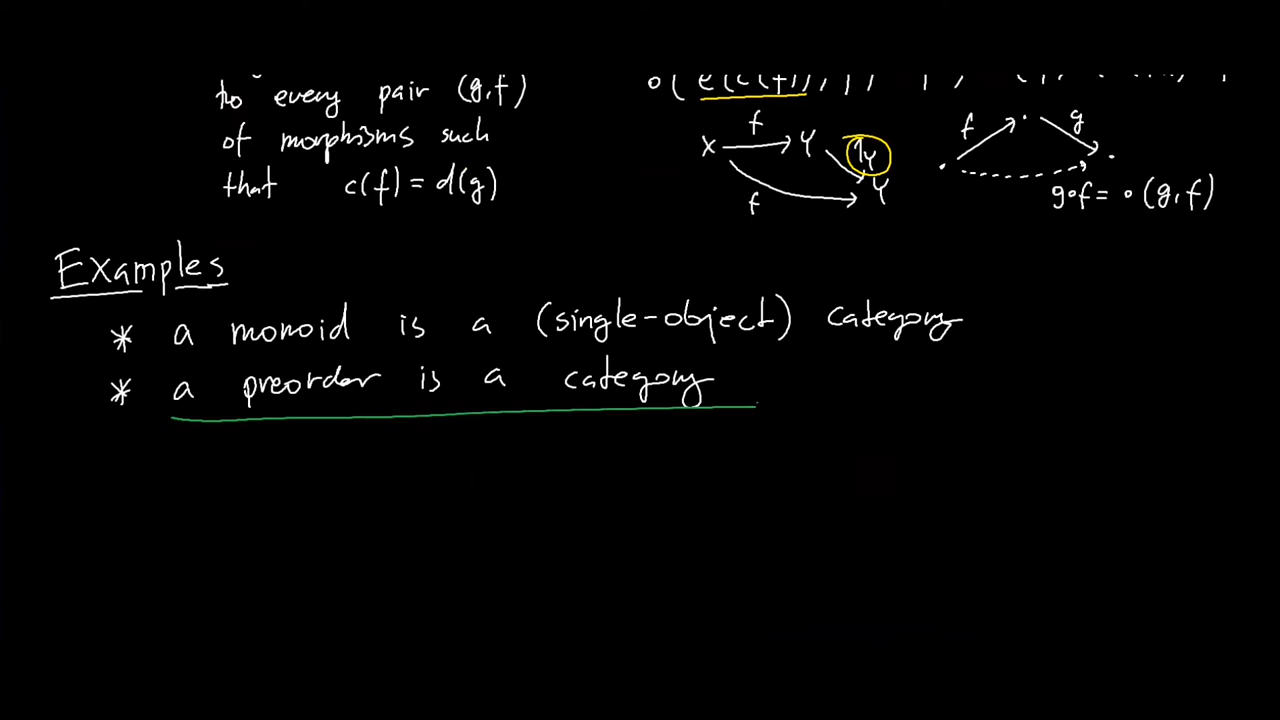 to every pair (g,f)
of morphisms such
that c(f) = d(g)
o( e(c(f)),
f g
X f Y 1Y
f Y
g∘f = ∘(g,f)
Examples
* a monoid is a (single-object) category
* a preorder is a category